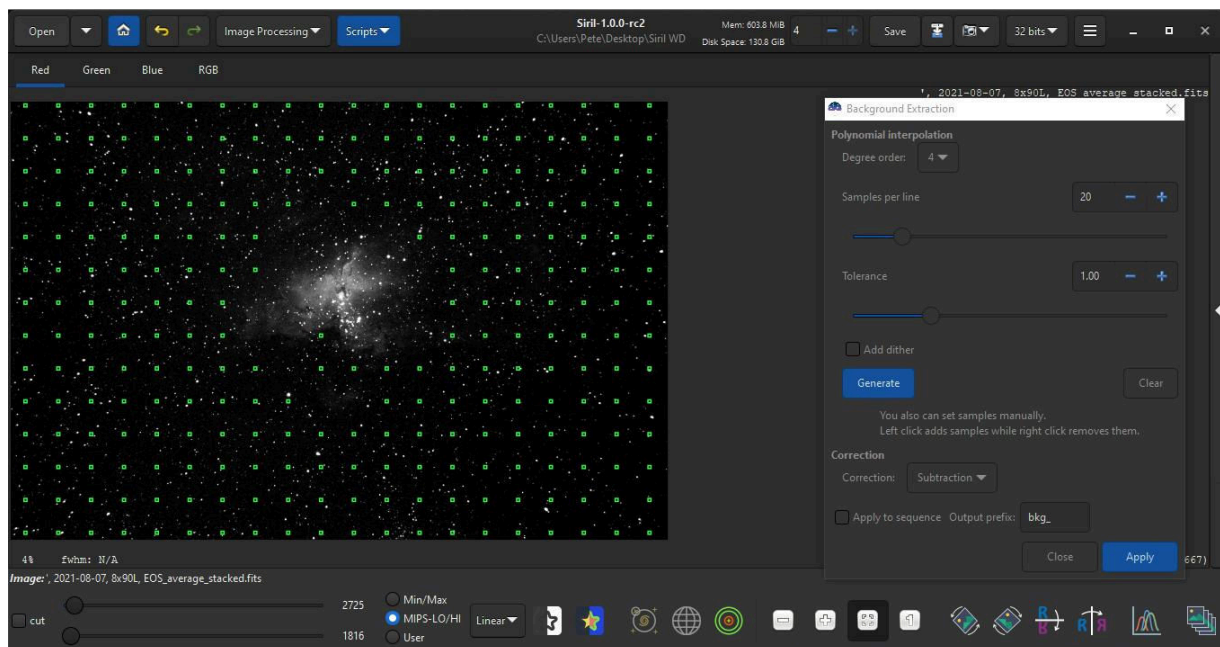 Open
Image Processing
Scripts
Siril-1.0.0-rc2
C:\Users\Pete\Desktop\Siril WD
Mem: 603.8 MiB
Disk Space: 130.8 GiB
4
Save
32 bits
Red Green Blue RGB
', 2021-08-07, 8x90L, EOS_average_stacked.fits
Background Extraction
Polynomial interpolation
Degree order: 4
Samples per line 20
Tolerance 1.00
Add dither
Generate Clear
You also can set samples manually.
Left click adds samples while right click removes them.
Correction
Correction: Subtraction
Apply to sequence Output prefix: bkg_
Close Apply
667)
4% fwhm: N/A
Image: ', 2021-08-07, 8x90L, EOS_average_stacked.fits
cut
2725
1816
Min/Max
MIPS-LO/HI
User
Linear
1
R
R
R R